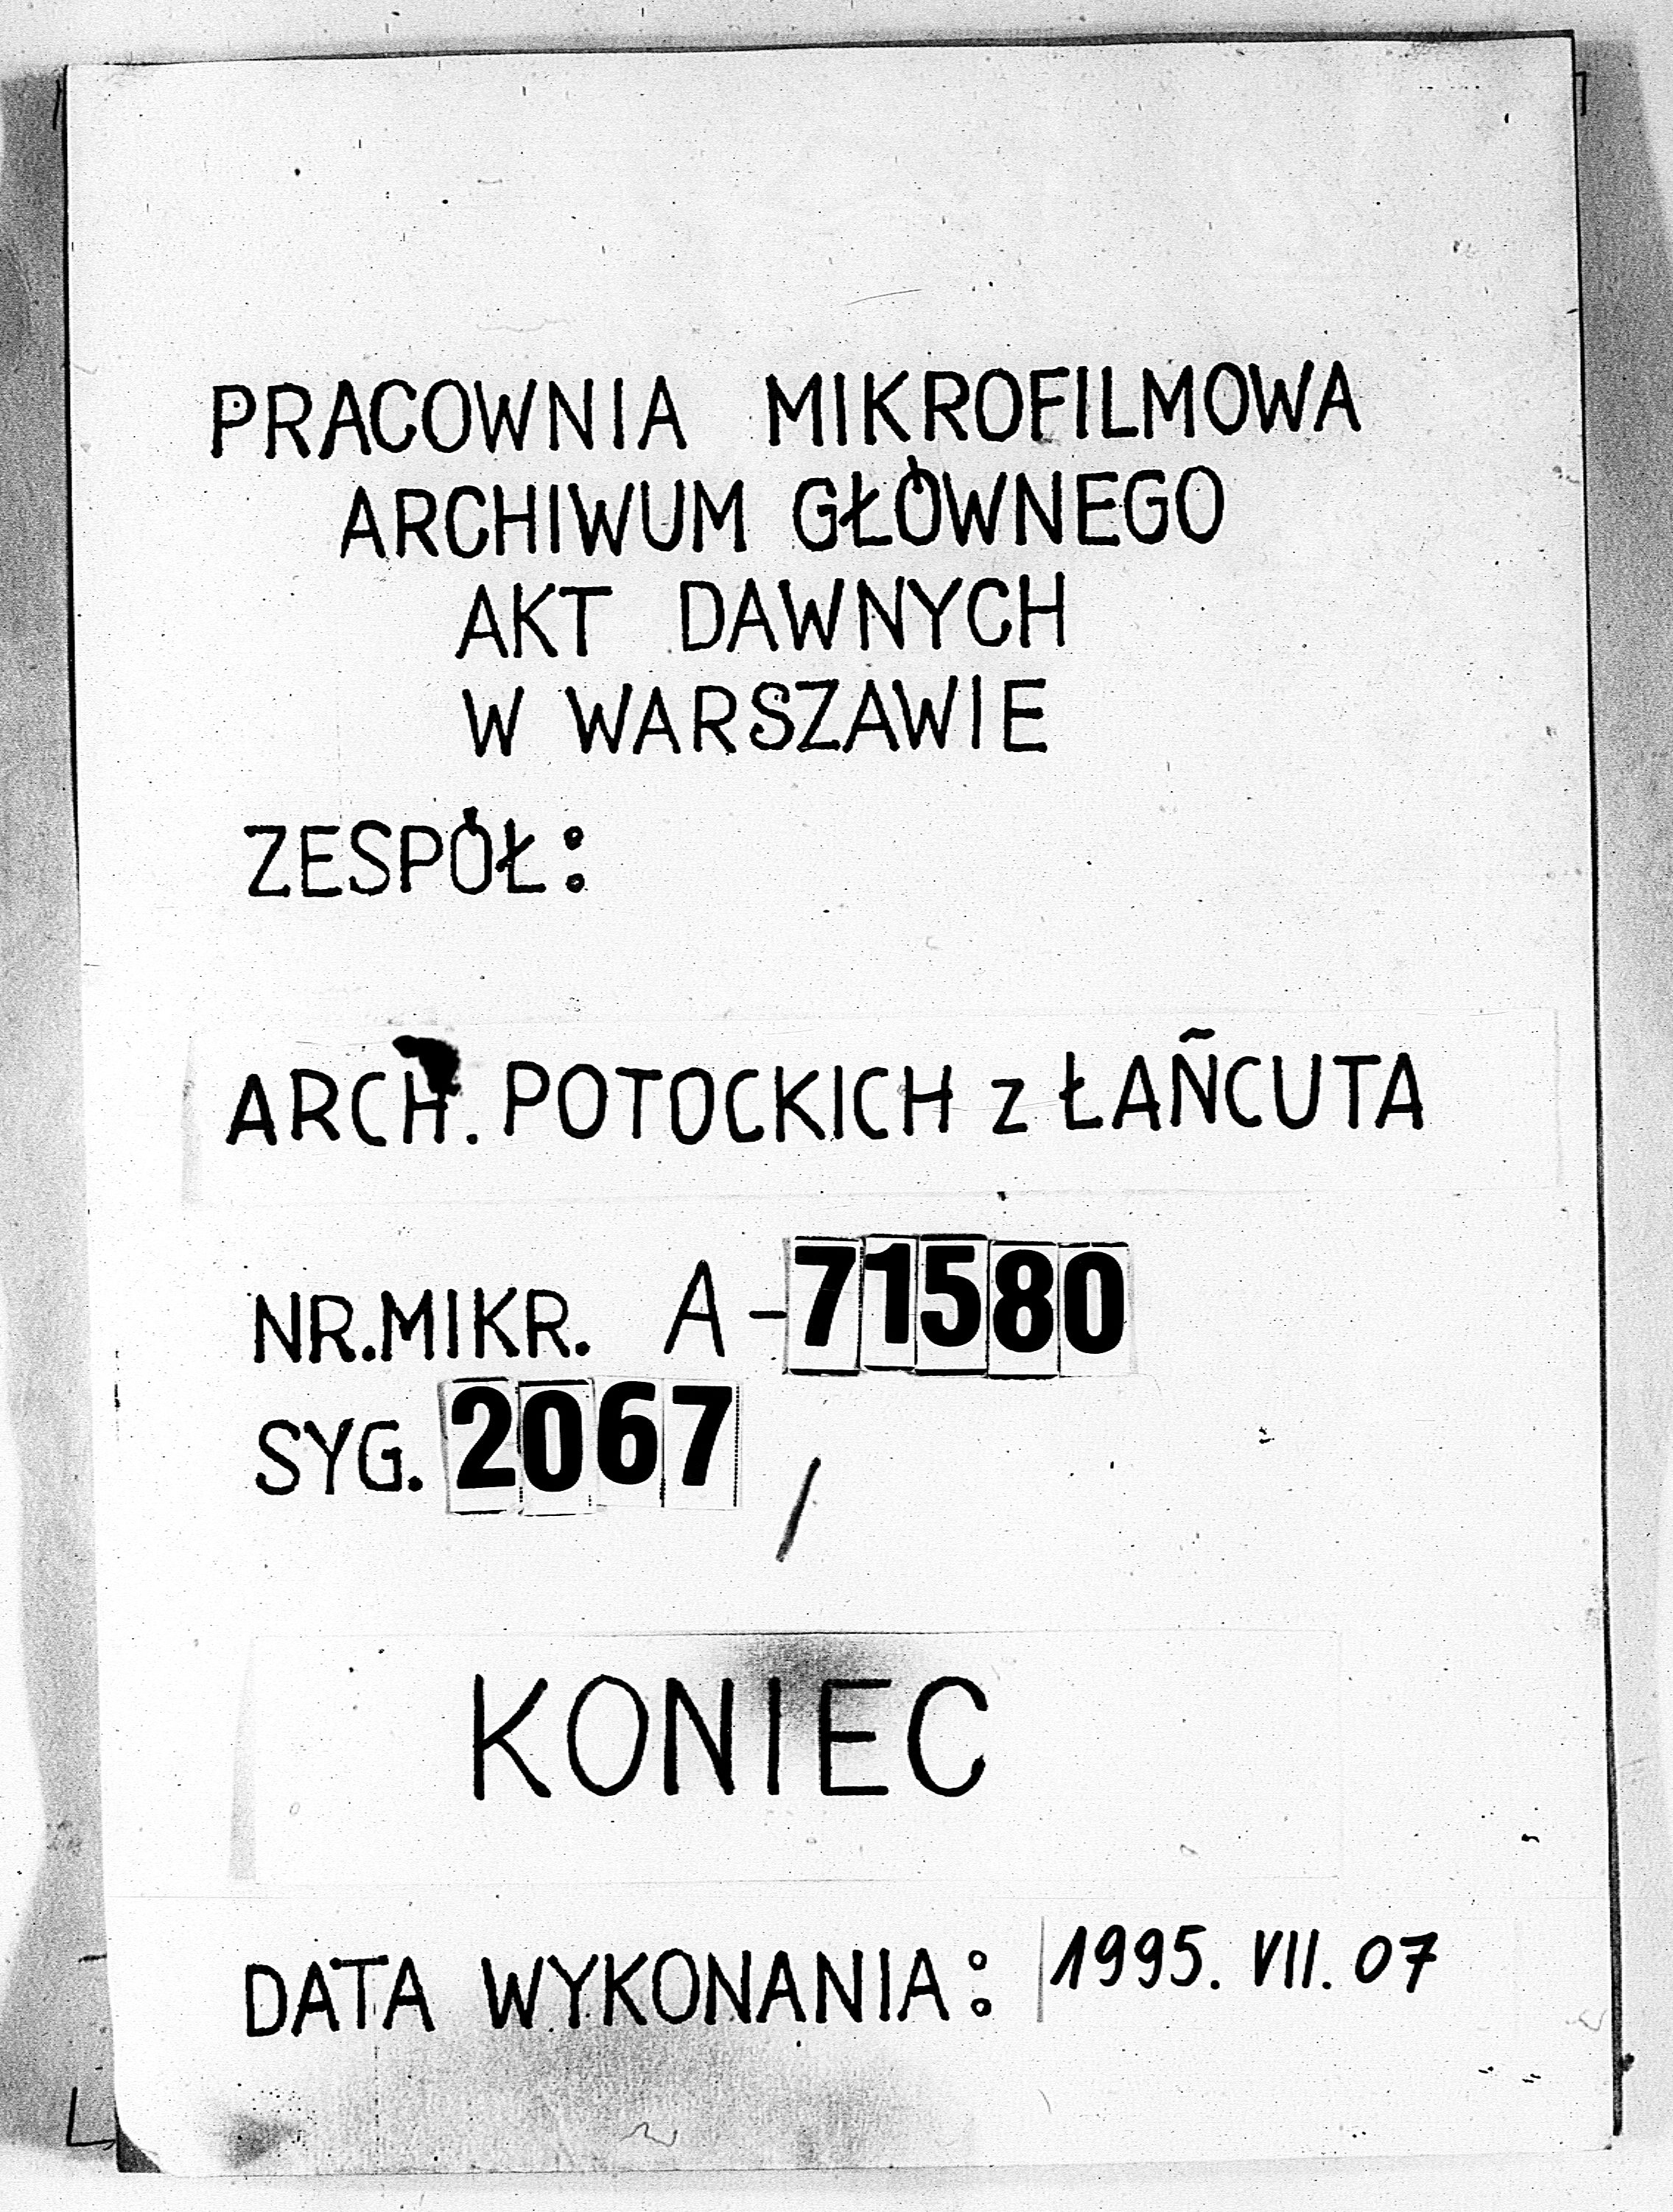 PRACOWNIA MIKROFILMOWA
ARCHIWUM GŁÓWNEGO
AKT DAWNYCH
W WARSZAWIE
ZESPÓŁ:
ARCH. POTOCKICH z ŁAŃCUTA
NR.MIKR. A-71580
SYG. 2067 /
KONIEC
DATA WYKONANIA: 1995. VII. 07